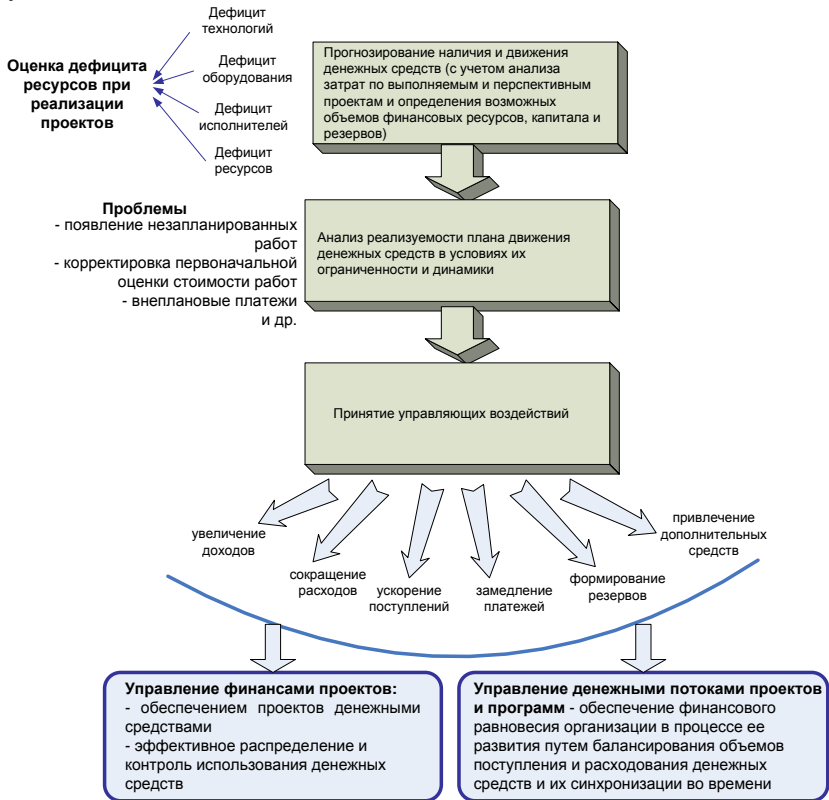 Дефицит
технологий
Оценка дефицита
ресурсов при
реализации
проектов
Дефицит
оборудования
Дефицит
исполнителей
Дефицит
ресурсов
Прогнозирование наличия и движения
денежных средств (с учетом анализа
затрат по выполняемым и перспективным
проектам и определения возможных
объемов финансовых ресурсов, капитала и
резервов)
Проблемы
- появление незапланированных
работ
- корректировка первоначальной
оценки стоимости работ
- внеплановые платежи
и др.
Анализ реализуемости плана движения
денежных средств в условиях их
ограниченности и динамики
Принятие управляющих воздействий
увеличение
доходов
сокращение
расходов
ускорение
поступлений
замедление
платежей
формирование
резервов
привлечение
дополнительных
средств
Управление финансами проектов:
- обеспечением проектов денежными
средствами
- эффективное распределение и
контроль использования денежных
средств
Управление денежными потоками проектов
и программ - обеспечение финансового
равновесия организации в процессе ее
развития путем балансирования объемов
поступления и расходования денежных
средств и их синхронизации во времени